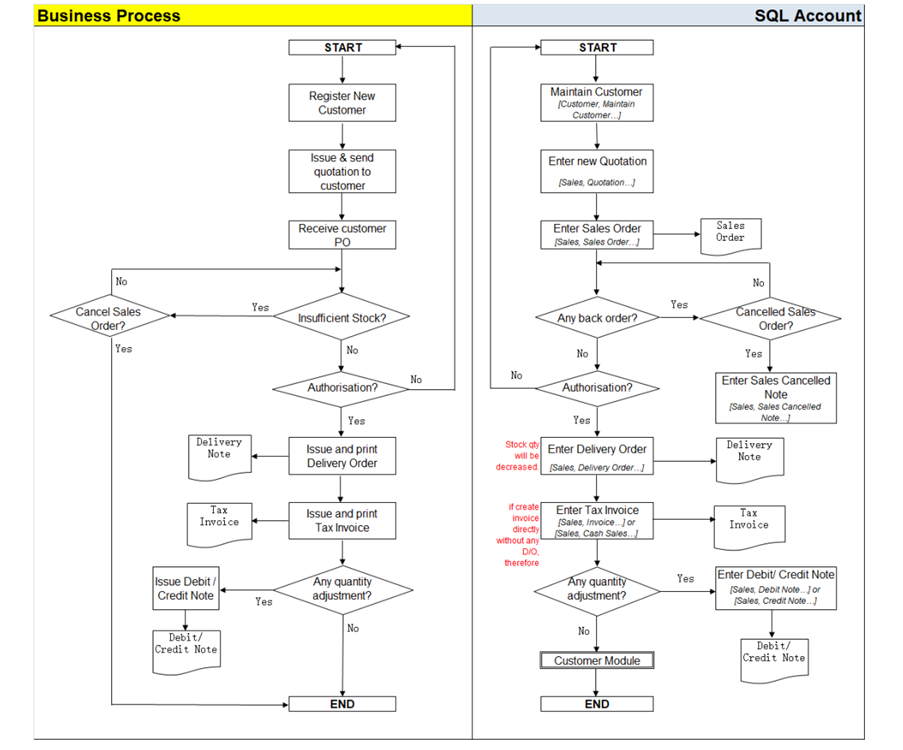 Business Process
SQL Account
START
Register New
Customer
Issue & send
quotation to
customer
Receive customer
PO
No
Cancel Sales
Order?
Yes
Yes
Insufficient Stock?
No
Authorisation?
No
Yes
Delivery
Note
Issue and print
Delivery Order
Tax
Invoice
Issue and print
Tax Invoice
Issue Debit /
Credit Note
Yes
Any quantity
adjustment?
No
Debit/
Credit Note
END
START
Maintain Customer
[Customer, Maintain
Customer...]
Enter new Quotation
[Sales, Quotation...]
Enter Sales Order
[Sales, Sales Order...]
Sales
Order
No
Any back order?
Yes
Cancelled Sales
Order?
No
Yes
No
Authorisation?
Enter Sales Cancelled
Note
[Sales, Sales Cancelled
Note...]
Yes
Stock qty
will be
decreased.
Enter Delivery Order
[Sales, Delivery Order...]
Delivery
Note
if create
invoice
directly
without any
D/O,
therefore
Enter Tax Invoice
[Sales, Invoice...] or
[Sales, Cash Sales...]
Tax
Invoice
Any quantity
adjustment?
Yes
Enter Debit/ Credit Note
[Sales, Debit Note...] or
[Sales, Credit Note...]
No
Debit/
Credit Note
Customer Module
END